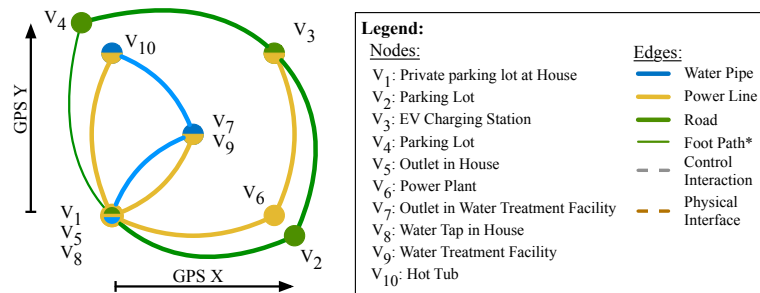 V4
V10
V3
GPS Y
V7
V9
V6
V1
V5
V8
V2
GPS X
Legend:
Nodes:
V1: Private parking lot at House
V2: Parking Lot
V3: EV Charging Station
V4: Parking Lot
V5: Outlet in House
V6: Power Plant
V7: Outlet in Water Treatment Facility
V8: Water Tap in House
V9: Water Treatment Facility
V10: Hot Tub
Edges:
Water Pipe
Power Line
Road
Foot Path*
Control
Interaction
Physical
Interface